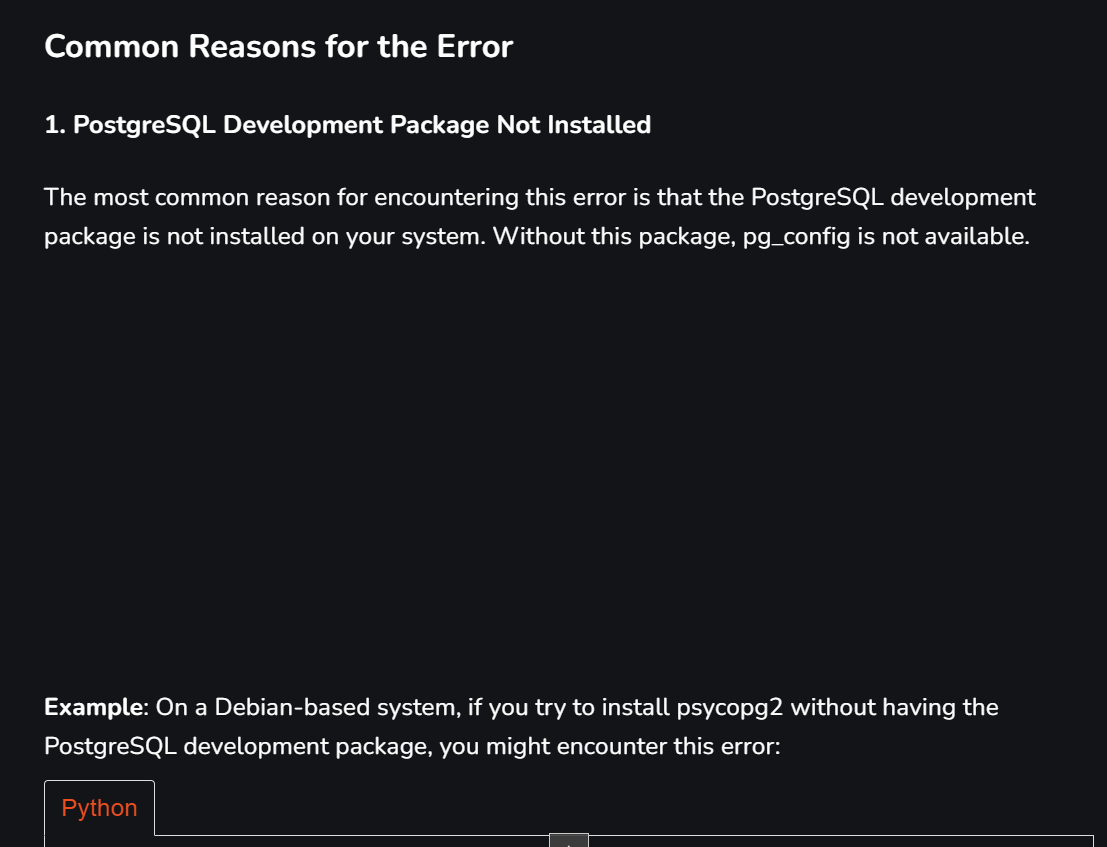 Common Reasons for the Error
1. PostgreSQL Development Package Not Installed
The most common reason for encountering this error is that the PostgreSQL development
package is not installed on your system. Without this package, pg_config is not available.
Example: On a Debian-based system, if you try to install psycopg2 without having the
PostgreSQL development package, you might encounter this error:
Python